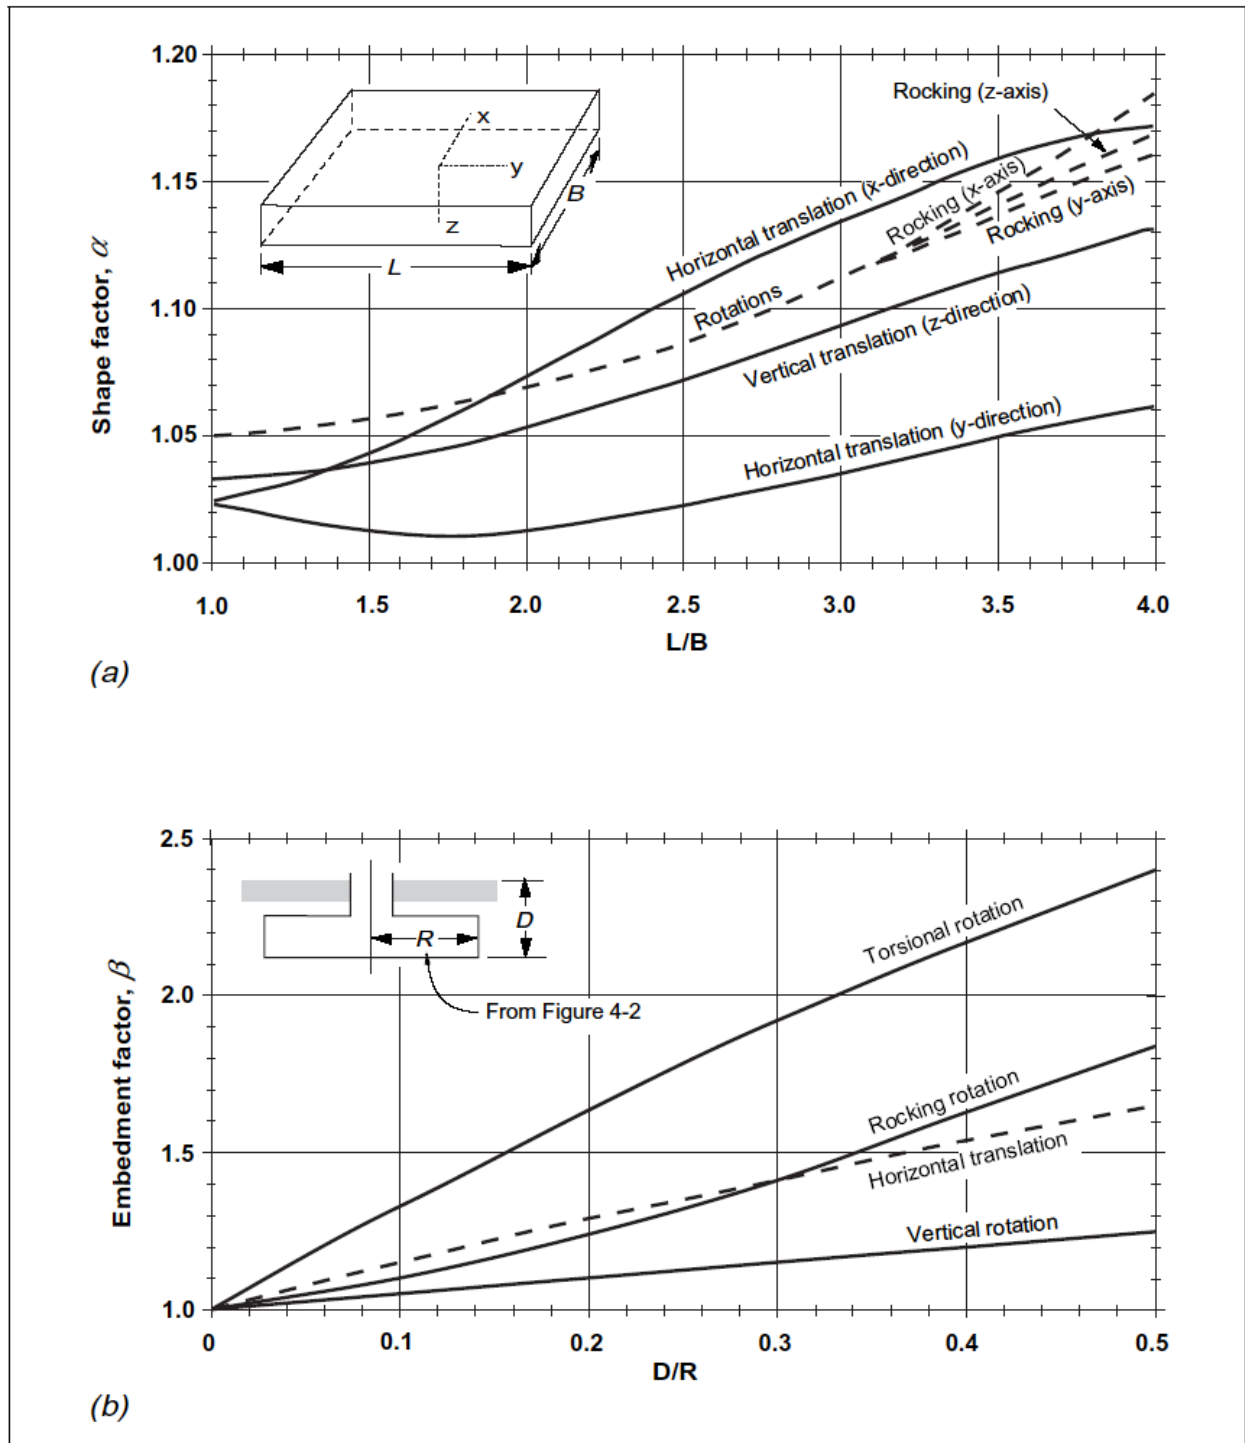 1.20
1.15
1.10
1.05
1.00
Shape factor, α
x
y
z
B
L
Rocking (z-axis)
Horizontal translation (x-direction)
Rocking (x-axis)
Rocking (y-axis)
Rotations
Vertical translation (z-direction)
Horizontal translation (y-direction)
1.0 1.5 2.0 2.5 3.0 3.5 4.0
L/B
(a)
2.5
2.0
1.5
1.0
Embedment factor, β
D
R
From Figure 4-2
Torsional rotation
Rocking rotation
Horizontal translation
Vertical rotation
0 0.1 0.2 0.3 0.4 0.5
D/R
(b)